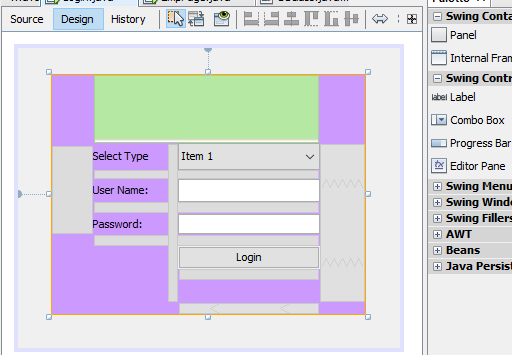 Source Design History
Select Type Item 1
User Name:
Password:
Login
Swing Conta
Panel
Internal Fram
Swing Contr
label Label
Combo Box
Progress Bar
Editor Pane
Swing Menu
Swing Windo
Swing Fillers
AWT
Beans
Java Persist